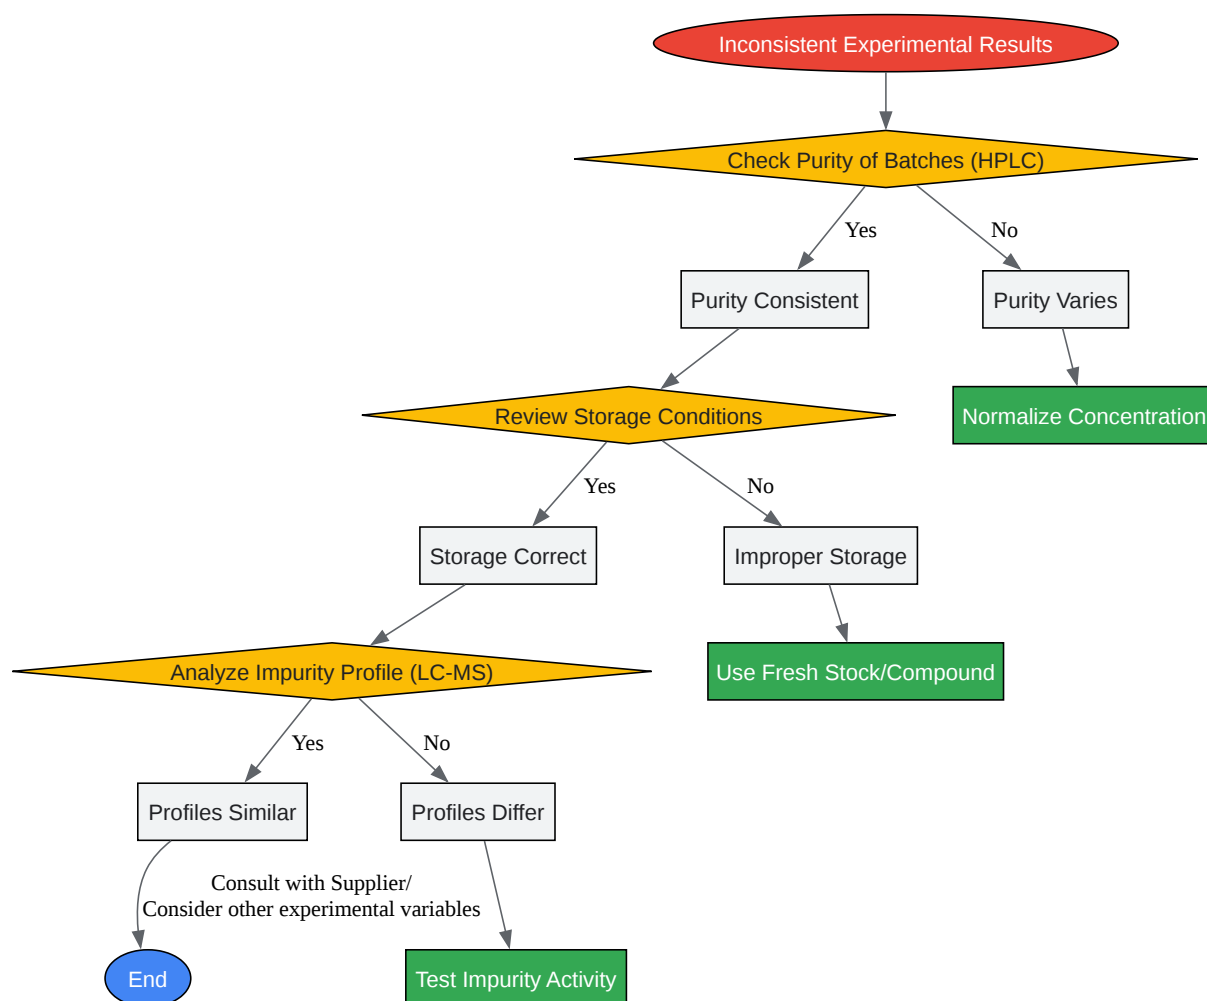 Inconsistent Experimental Results
Check Purity of Batches (HPLC)
Yes
No
Purity Consistent
Purity Varies
Review Storage Conditions
Normalize Concentration
Yes
No
Storage Correct
Improper Storage
Analyze Impurity Profile (LC-MS)
Use Fresh Stock/Compound
Yes
No
Profiles Similar
Profiles Differ
Consult with Supplier/
Consider other experimental variables
End
Test Impurity Activity